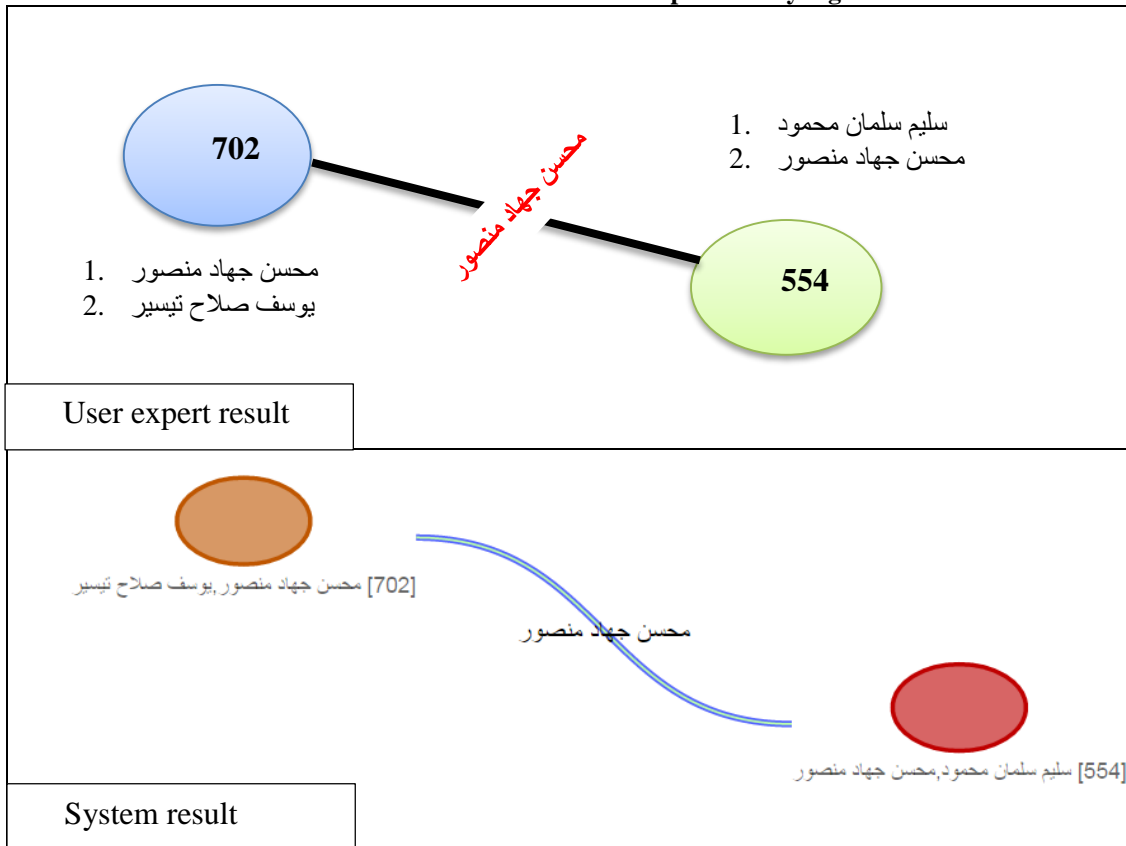 702
محسن جهاد منصور
1. سليم سلمان محمود
2. محسن جهاد منصور
554
1. محسن جهاد منصور
2. يوسف صلاح تيسير
User expert result
[702] محسن جهاد منصور,يوسف صلاح تيسير
محسن جهاد منصور
[554] سليم سلمان محمود,محسن جهاد منصور
System result